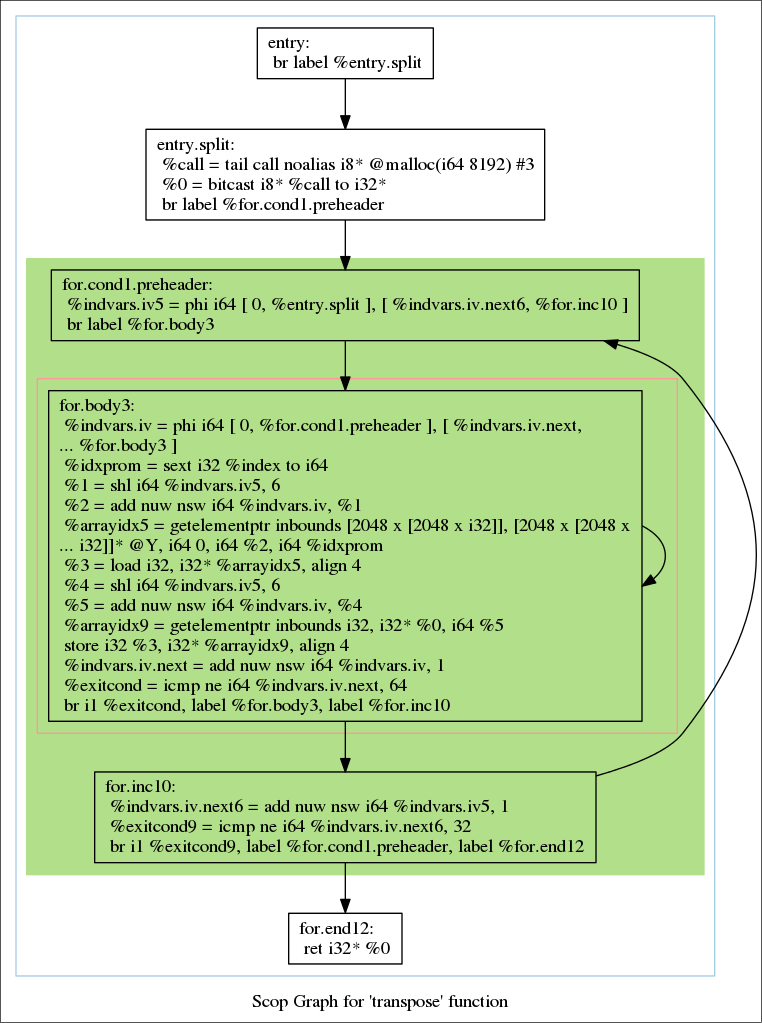 entry:
br label %entry.split
entry.split:
%call = tail call noalias i8* @malloc(i64 8192) #3
%0 = bitcast i8* %call to i32*
br label %for.cond1.preheader
for.cond1.preheader:
%indvars.iv5 = phi i64 [ 0, %entry.split ], [ %indvars.iv.next6, %for.inc10 ]
br label %for.body3
for.body3:
%indvars.iv = phi i64 [ 0, %for.cond1.preheader ], [ %indvars.iv.next,
... %for.body3 ]
%idxprom = sext i32 %index to i64
%1 = shl i64 %indvars.iv5, 6
%2 = add nuw nsw i64 %indvars.iv, %1
%arrayidx5 = getelementptr inbounds [2048 x [2048 x i32]], [2048 x [2048 x
... i32]]* @Y, i64 0, i64 %2, i64 %idxprom
%3 = load i32, i32* %arrayidx5, align 4
%4 = shl i64 %indvars.iv5, 6
%5 = add nuw nsw i64 %indvars.iv, %4
%arrayidx9 = getelementptr inbounds i32, i32* %0, i64 %5
store i32 %3, i32* %arrayidx9, align 4
%indvars.iv.next = add nuw nsw i64 %indvars.iv, 1
%exitcond = icmp ne i64 %indvars.iv.next, 64
br i1 %exitcond, label %for.body3, label %for.inc10
for.inc10:
%indvars.iv.next6 = add nuw nsw i64 %indvars.iv5, 1
%exitcond9 = icmp ne i64 %indvars.iv.next6, 32
br i1 %exitcond9, label %for.cond1.preheader, label %for.end12
for.end12:
ret i32* %0
Scop Graph for 'transpose' function